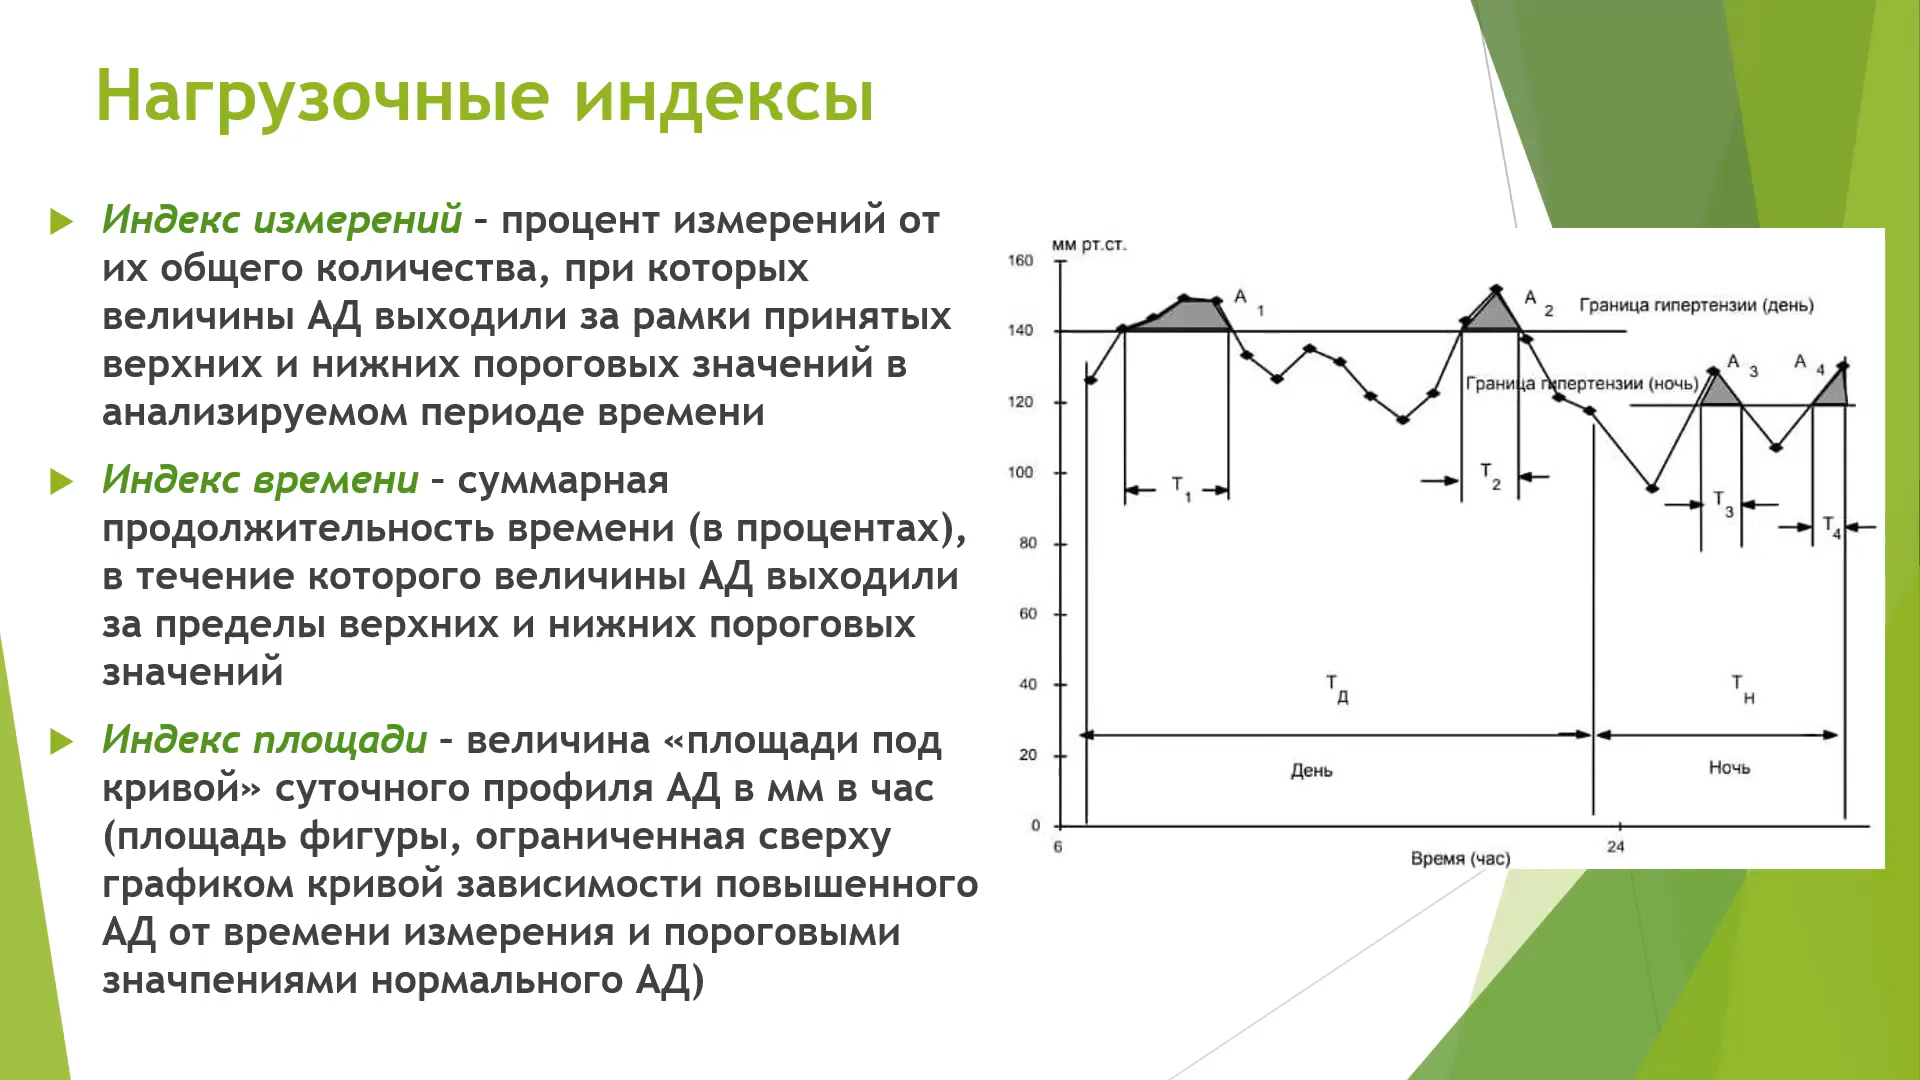 Нагрузочные индексы
Индекс измерений – процент измерений от
их общего количества, при которых
величины АД выходили за рамки принятых
верхних и нижних пороговых значений в
анализируемом периоде времени
Индекс времени – суммарная
продолжительность времени (в процентах),
в течение которого величины АД выходили
за пределы верхних и нижних пороговых
значений
Индекс площади – величина «площади под
кривой» суточного профиля АД в мм в час
(площадь фигуры, ограниченная сверху
графиком кривой зависимости повышенного
АД от времени измерения и пороговыми
значпениями нормального АД)
мм рт.ст.
160
A 1
A 2
Граница гипертензии (день)
140
A 3
A 4
Граница гипертензии (ночь)
120
100
T 1
T 2
T 3
T 4
80
60
40
T Д
T Н
20
День
Ночь
0
6
24
Время (час)